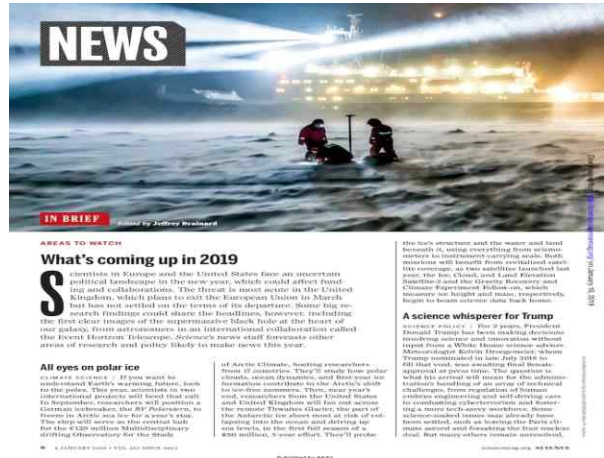 NEWS
IN BRIEF Edited by Jeffrey Brainard
AREAS TO WATCH
What's coming up in 2019
Scientists in Europe and the United States face an uncertain
political landscape in the new year, which could affect fund-
ing and collaborations. The threat is most acute in the United
Kingdom, which plans to exit the European Union in March
but has not settled on the terms of its departure. Some big re-
search findings could share the headlines, however, including
the first clear images of the supermassive black hole at the heart of
our galaxy, from astronomers in an international collaboration called
the Event Horizon Telescope. Science's news staff forecasts other
areas of research and policy likely to make news this year.
All eyes on polar ice
CLIMATE SCIENCE | If you want to
understand Earth's warming future, look
to the poles. This year, scientists in two
international projects will heed that call.
In September, researchers will position a
German icebreaker, the RV Polarstern, to
freeze in Arctic sea ice for a year's stay.
The ship will serve as the central hub
for the €120 million Multidisciplinary
drifting Observatory for the Study
of Arctic Climate, hosting researchers
from 17 countries. They'll study how polar
clouds, ocean dynamics, and first-year ice
formation contribute to the Arctic's shift
to ice-free summers. Then, near year's
end, researchers from the United States
and United Kingdom will fan out across
the remote Thwaites Glacier, the part of
the Antarctic ice sheet most at risk of col-
lapsing into the ocean and driving up
sea levels, in the first full season of a
$50 million, 5-year effort. They'll probe
the ice's structure and the water and land
beneath it, using everything from seismo-
meters to instrument-carrying seals. Both
missions will benefit from revitalized satel-
lite coverage, as two satellites launched last
year, the Ice, Cloud, and Land Elevation
Satellite-2 and the Gravity Recovery and
Climate Experiment Follow-on, which
measure ice height and mass, respectively,
begin to beam science data back home.
A science whisperer for Trump
SCIENCE POLICY | For 2 years, President
Donald Trump has been making decisions
involving science and innovation without
input from a White House science adviser.
Meteorologist Kelvin Droegemeier, whom
Trump nominated in late July 2018 to
fill that void, was awaiting final Senate
approval at press time. The question is
what his arrival will mean for the adminis-
tration's handling of an array of technical
challenges, from regulation of human
embryo engineering and self-driving cars
to combating cyberterrorism and foster-
ing a more tech-savvy workforce. Some
science-soaked issues may already have
been settled, such as leaving the Paris cli-
mate accord and forsaking the Iran nuclear
deal. But many others remain unresolved.
sciencemag.org SCIENCE